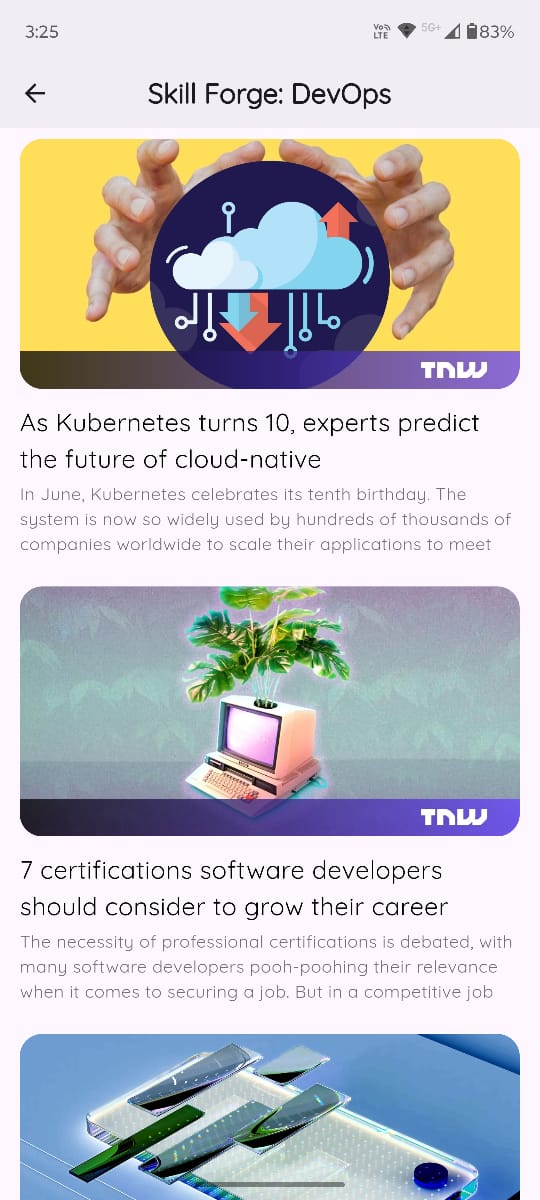 3:25
Vo
LTE
5G+
83%
Skill Forge: DevOps
TNW
As Kubernetes turns 10, experts predict
the future of cloud-native
In June, Kubernetes celebrates its tenth birthday. The
system is now so widely used by hundreds of thousands of
companies worldwide to scale their applications to meet
TNW
7 certifications software developers
should consider to grow their career
The necessity of professional certifications is debated, with
many software developers pooh-poohing their relevance
when it comes to securing a job. But in a competitive job